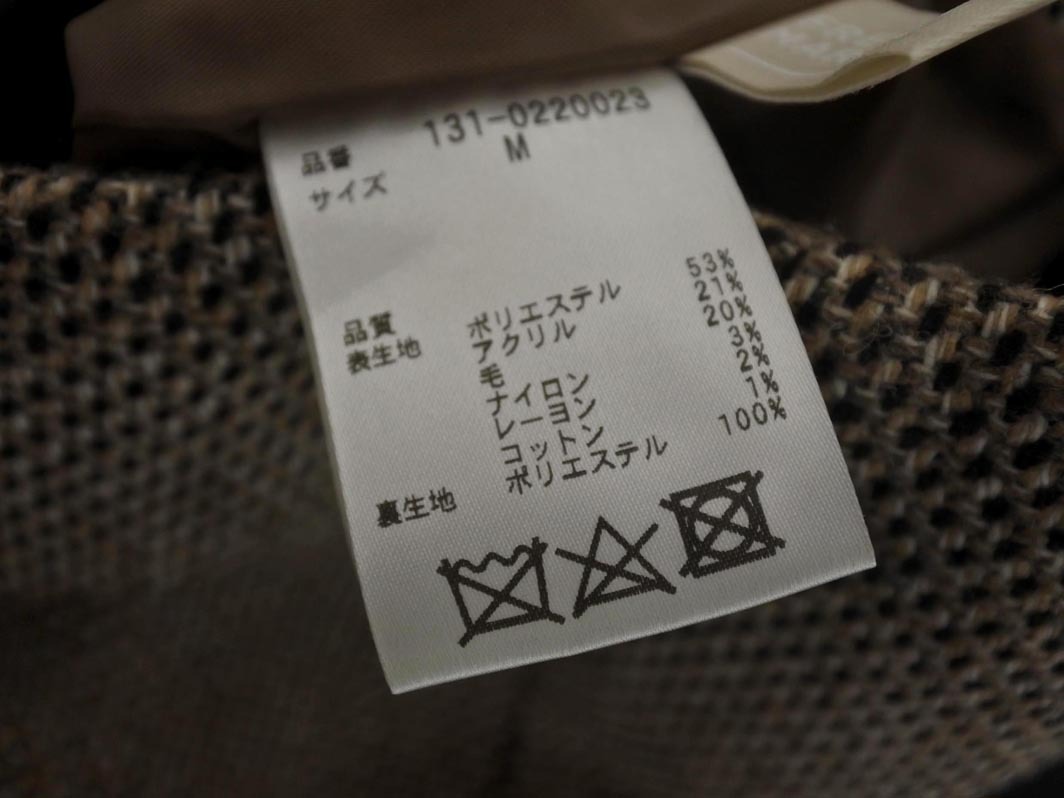 品番 131-0220023
サイズ M
品質
表生地 ポリエステル 53%
アクリル 21%
毛 20%
ナイロン 3%
レーヨン 2%
コットン 1%
裏生地 ポリエステル 100%